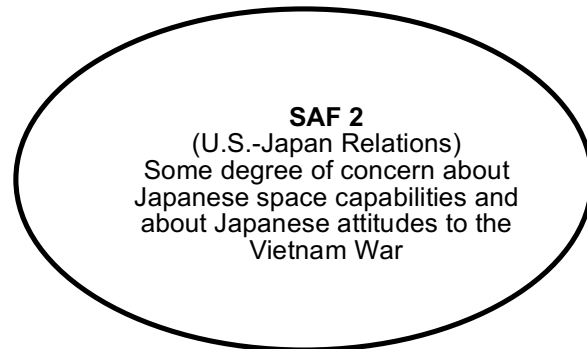 SAF 2
(U.S.-Japan Relations)
Some degree of concern about
Japanese space capabilities and
about Japanese attitudes to the
Vietnam War